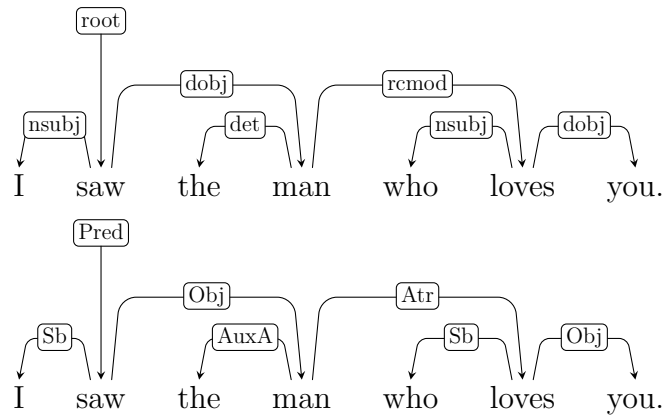 root
dobj rcmod
nsubj det nsubj dobj
I saw the man who loves you.
Pred
Obj Atr
Sb AuxA Sb Obj
I saw the man who loves you.